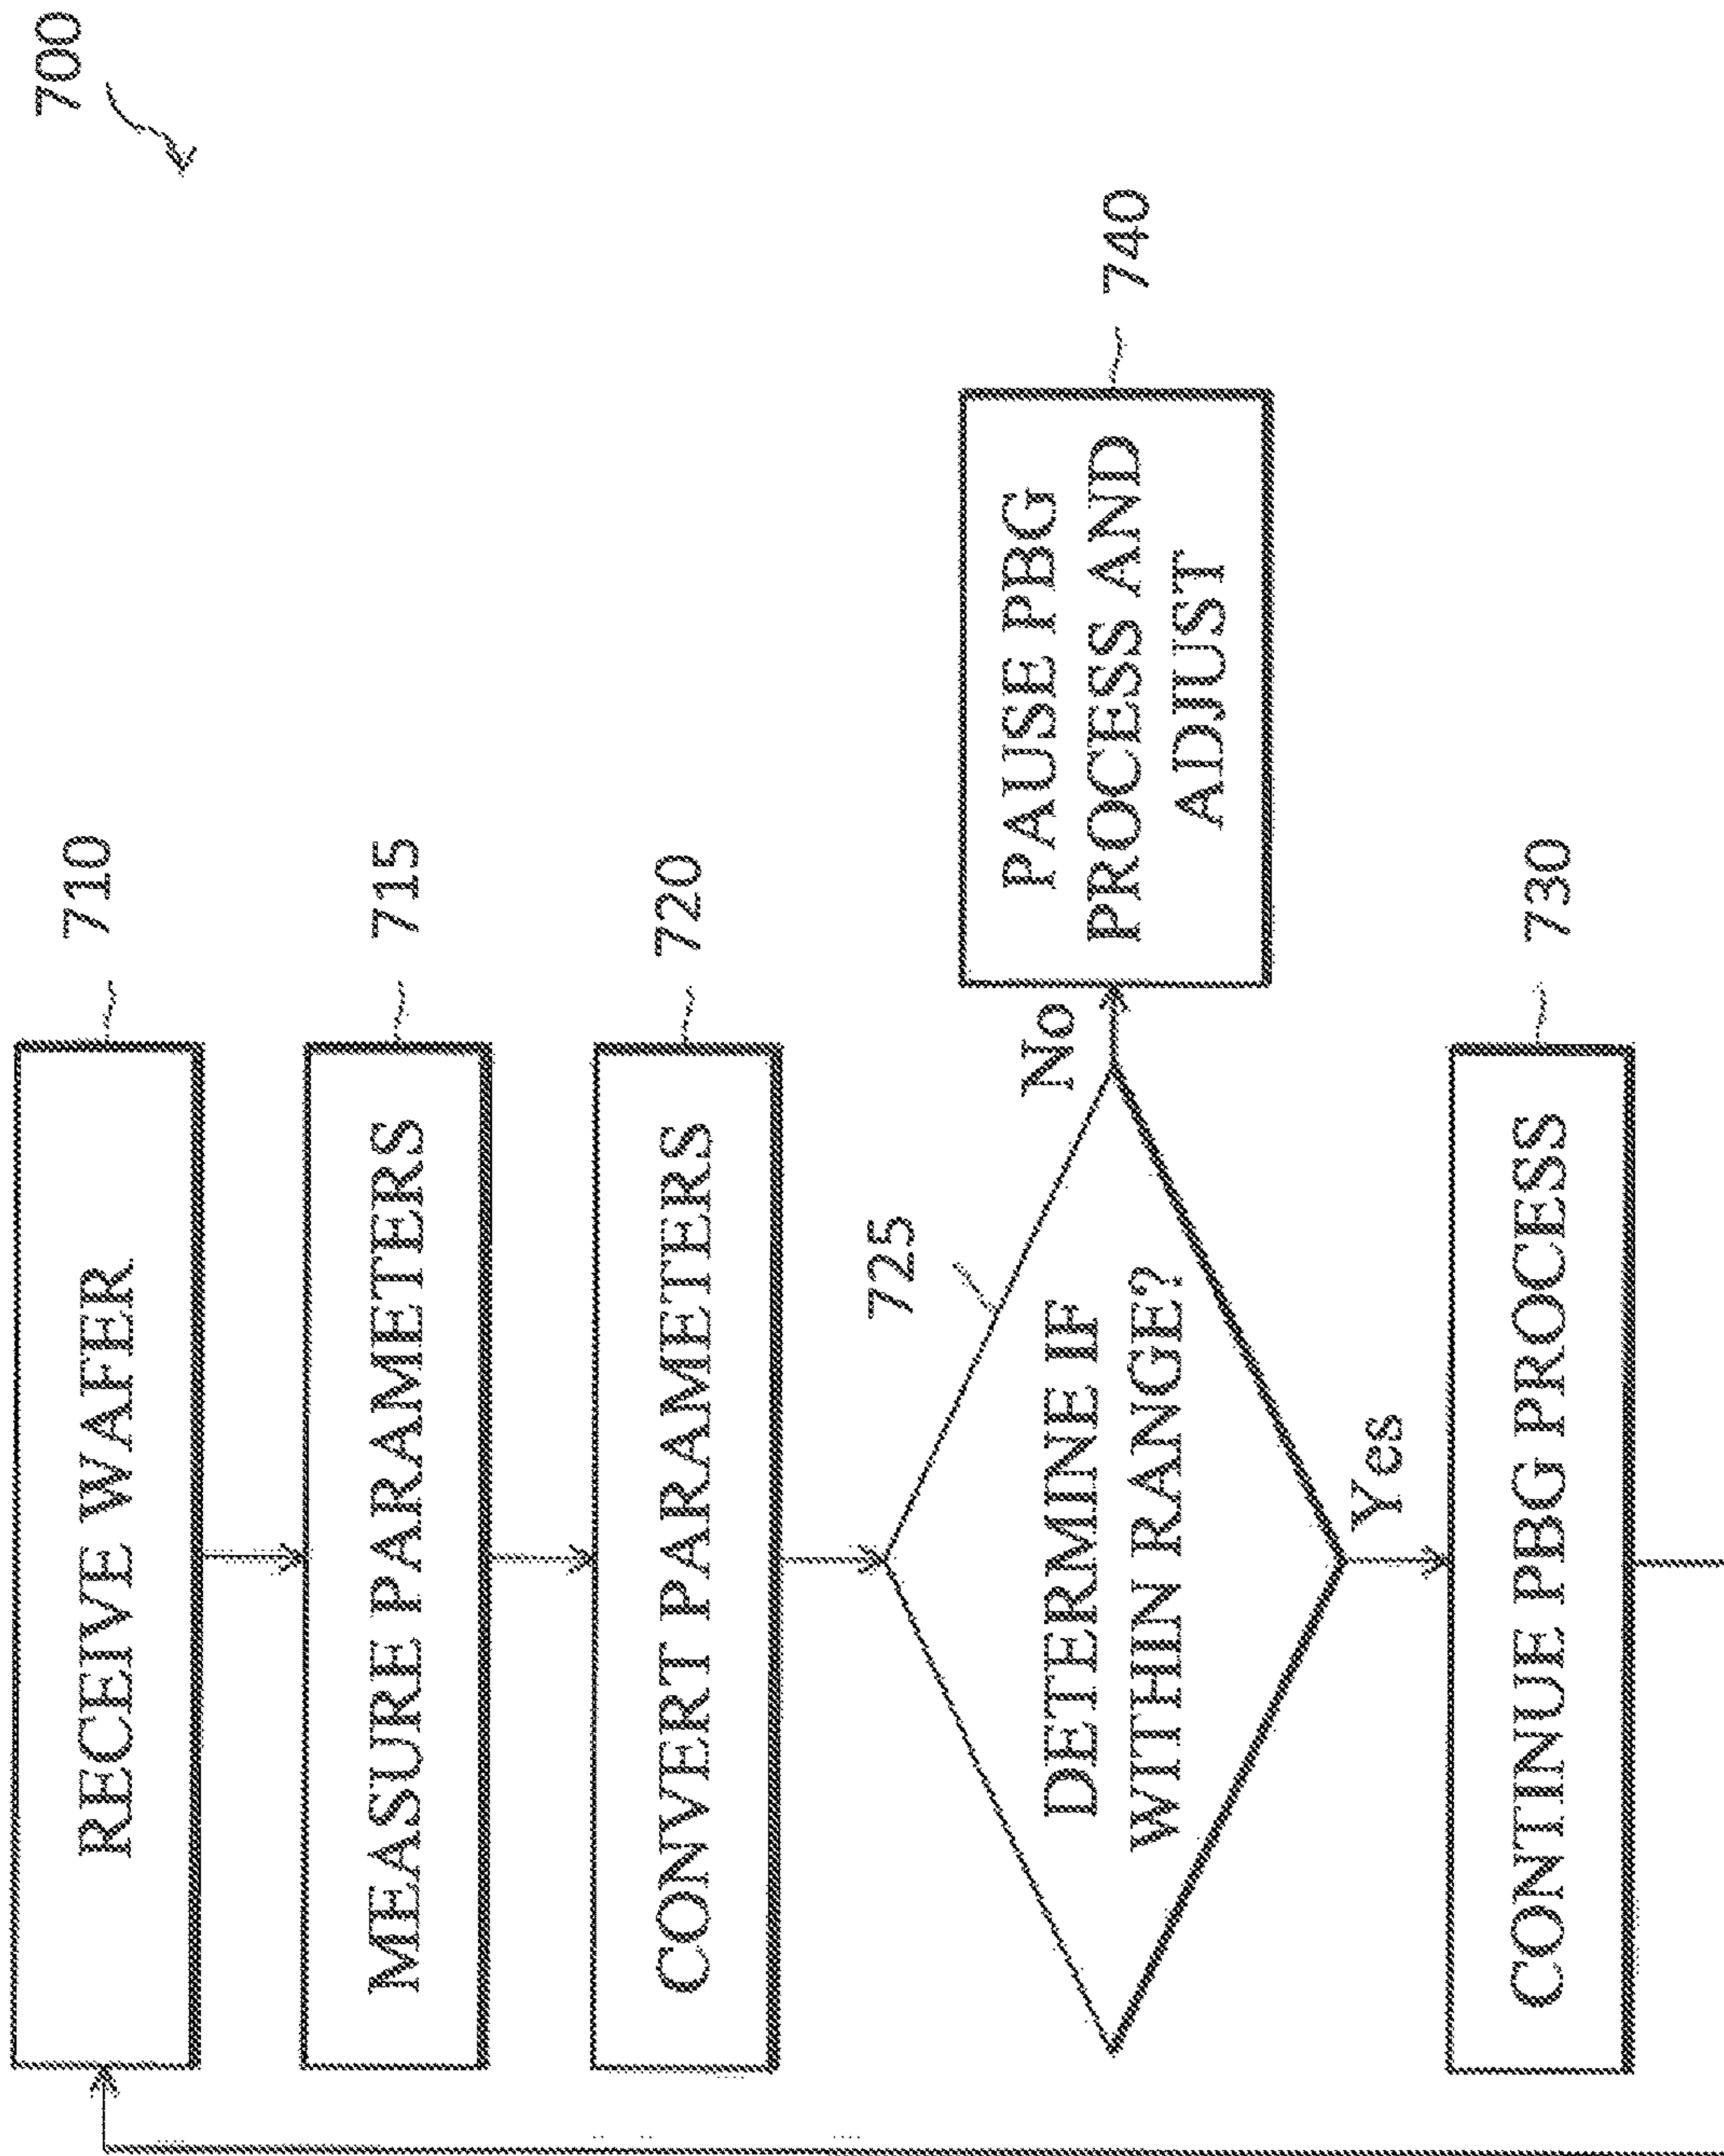 700
RECEIVE WAFER
710
MEASURE PARAMETERS
715
CONVERT PARAMETERS
720
725
DETERMINE IF
WITHIN RANGE?
No
PAUSE PBG
PROCESS AND
ADJUST
740
Yes
CONTINUE PBG PROCESS
730